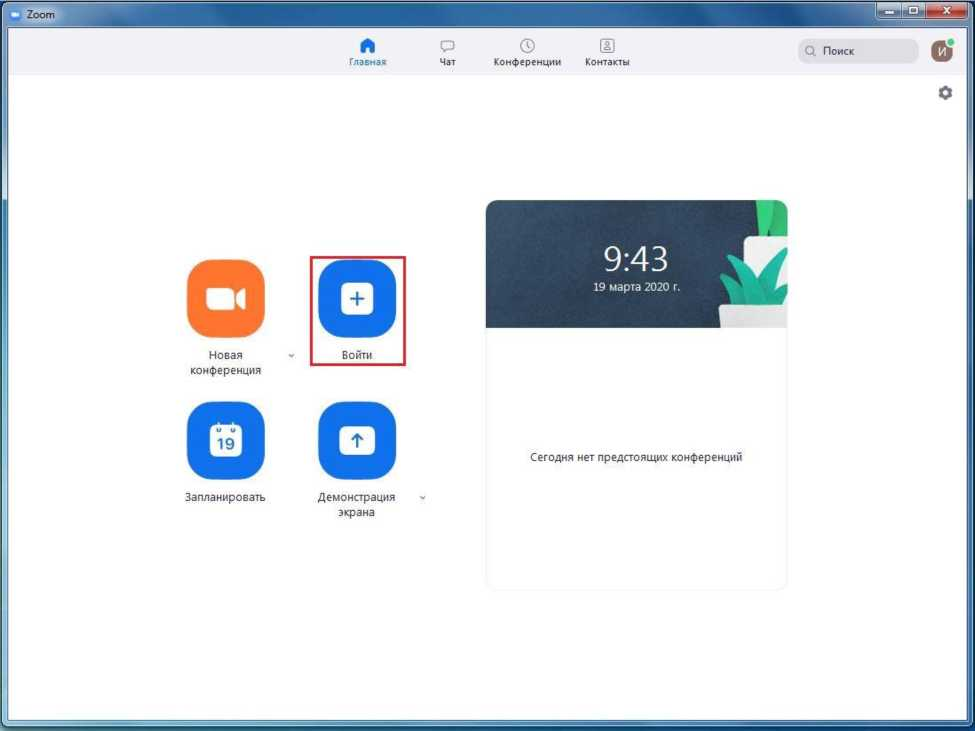 Zoom
Главная
Чат
Конференции
Контакты
Поиск
И
9:43
19 марта 2020 г.
Новая
конференция
Войти
19
Запланировать
Демонстрация
экрана
Сегодня нет предстоящих конференций